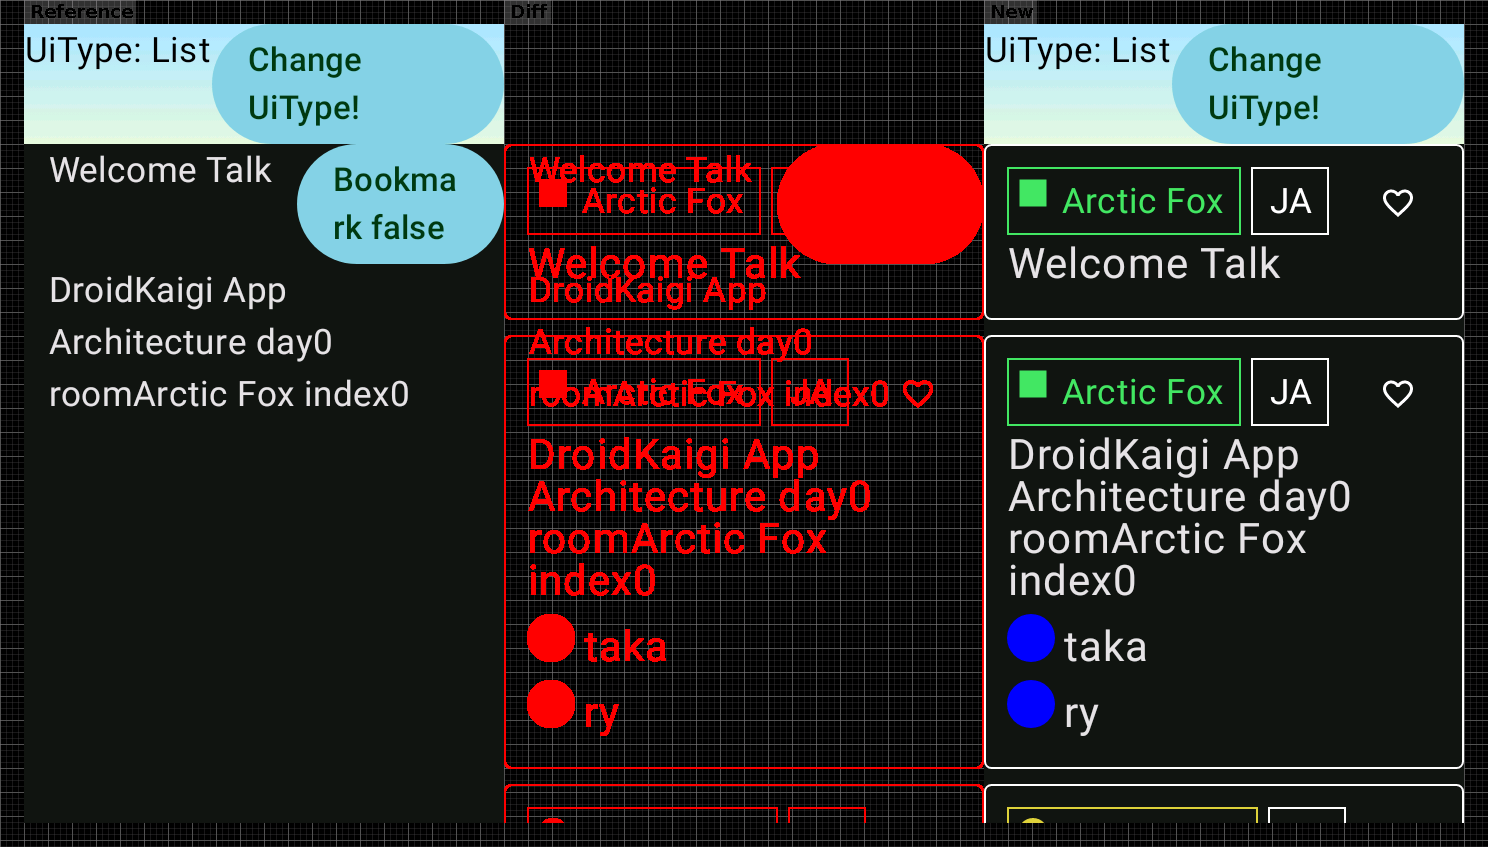 Reference
UiType: List
Change
UiType!
Welcome Talk
Bookma
rk false
DroidKaigi App
Architecture day0
roomArctic Fox index0
Diff
Welcome Talk
Arctic Fox
Welcome Talk
DroidKaigi App
Architecture day0
Arctic Fox
JA
roomArctic Fox index0
DroidKaigi App
Architecture day0
roomArctic Fox
index0
taka
ry
New
UiType: List
Change
UiType!
Arctic Fox
JA
Welcome Talk
Arctic Fox
JA
DroidKaigi App
Architecture day0
roomArctic Fox
index0
taka
ry